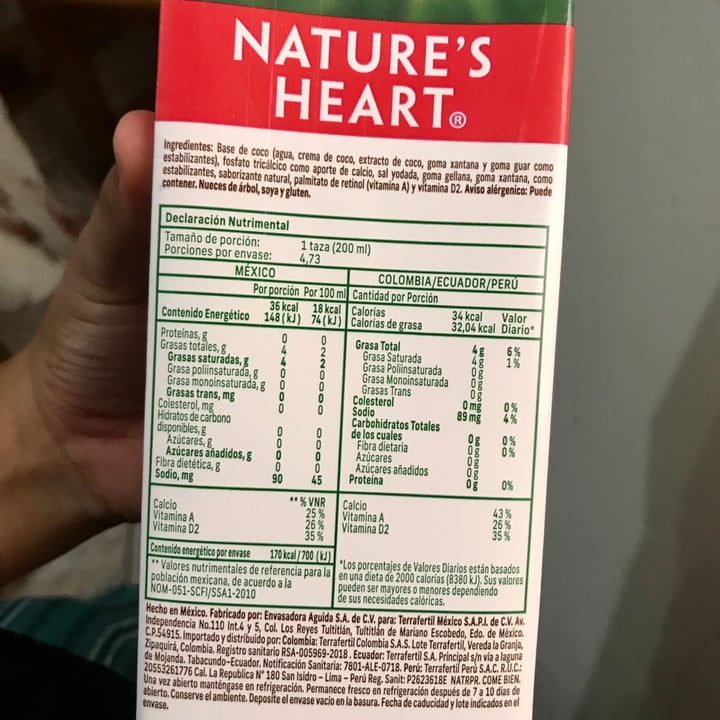 NATURE'S
HEART®
Ingredientes: Base de coco (agua, crema de coco, extracto de coco, goma xantana y goma guar como
estabilizantes), fosfato tricálcico como aporte de calcio, sal yodada, goma gellana, goma xantana, como
estabilizantes, saborizante natural, palmitato de retinol (vitamina A) y vitamina D2. Aviso alérgenico: Puede
contener. Nueces de árbol, soya y gluten.
Declaración Nutrimental
Tamaño de porción: 1 taza (200 ml)
Porciones por envase: 4,73
MÉXICO
Por porción Por 100 ml
Contenido Energético 36 kcal 18 kcal
148 (kJ) 74 (kJ)
Proteínas, g 0 0
Grasas totales, g 4 2
Grasas saturadas, g 4 2
Grasa poliinsaturada, g 0 0
Grasa monoinsaturada, g 0 0
Grasas trans, mg 0 0
Colesterol, mg 0 0
Hidratos de carbono
disponibles, g 0 0
Azúcares, g 0 0
Azúcares añadidos, g 0 0
Fibra dietética, g 0 0
Sodio, mg 90 45
** % VNR
Calcio 25 %
Vitamina A 26 %
Vitamina D2 35 %
Contenido energético por envase 170 kcal/700 (kJ)
** Valores nutrimentales de referencia para la
población mexicana, de acuerdo a la
NOM-051-SCFI/SSA1-2010
COLOMBIA/ECUADOR/PERÚ
Cantidad por Porción
Calorías 34 kcal Valor
Calorías de grasa 32,04 kcal Diario*
Grasa Total 4 g 6 %
Grasa Saturada 4 g 1 %
Grasa Poliinsaturada 0 g
Grasa Monoinsaturada 0 g
Grasas Trans 0 g
Colesterol 0 mg 0 %
Sodio 89 mg 4 %
Carbohidratos Totales 0 g 0 %
de los cuales
Fibra dietaria 0 g 0 %
Azúcares 0 g
Azúcares añadidos 0 g
Proteína 0 g 0%
Calcio 43 %
Vitamina A 26 %
Vitamina D2 35 %
*Los porcentajes de Valores Diarios están basados
en una dieta de 2000 calorías (8380 kJ). Sus valores
pueden ser mayores o menores dependiendo
de sus necesidades calóricas.
Hecho en México. Fabricado por: Envasadora Aguida S.A. de C.V. para: Terrafertil México S.A.P.I. de C.V. Av.
Independencia No.110 Int.4 y 5, Col. Los Reyes Tultitlán, Tultitlán de Mariano Escobedo, Edo. de México.
C.P.54915. Importado y distribuido por: Colombia: Terrafertil Colombia S.A.S. Lote Terrafertil, Vereda la Granja,
Zipaquirá, Colombia. Registro sanitario RSA-005969-2018. Ecuador: Terrafertil S.A. Principal s/n vía a laguna
de Mojanda. Tabacundo-Ecuador. Notificación Sanitaria: 7801-ALE-0718. Perú: Terrafertil Perú S.A.C. R.U.C.:
20553261776 Cal. La Republica N° 180 San Isidro - Lima - Perú Reg. Sanit: P2623618E NATRPR. COME BIEN.
Una vez abierto manténgase en refrigeración. Permanece fresco en refrigeración después de 7 a 10 días de
abierto. Conserve el ambiente. Deposite el envase vacío en la basura. Fecha de caducidad y lote indicados en el
envase.